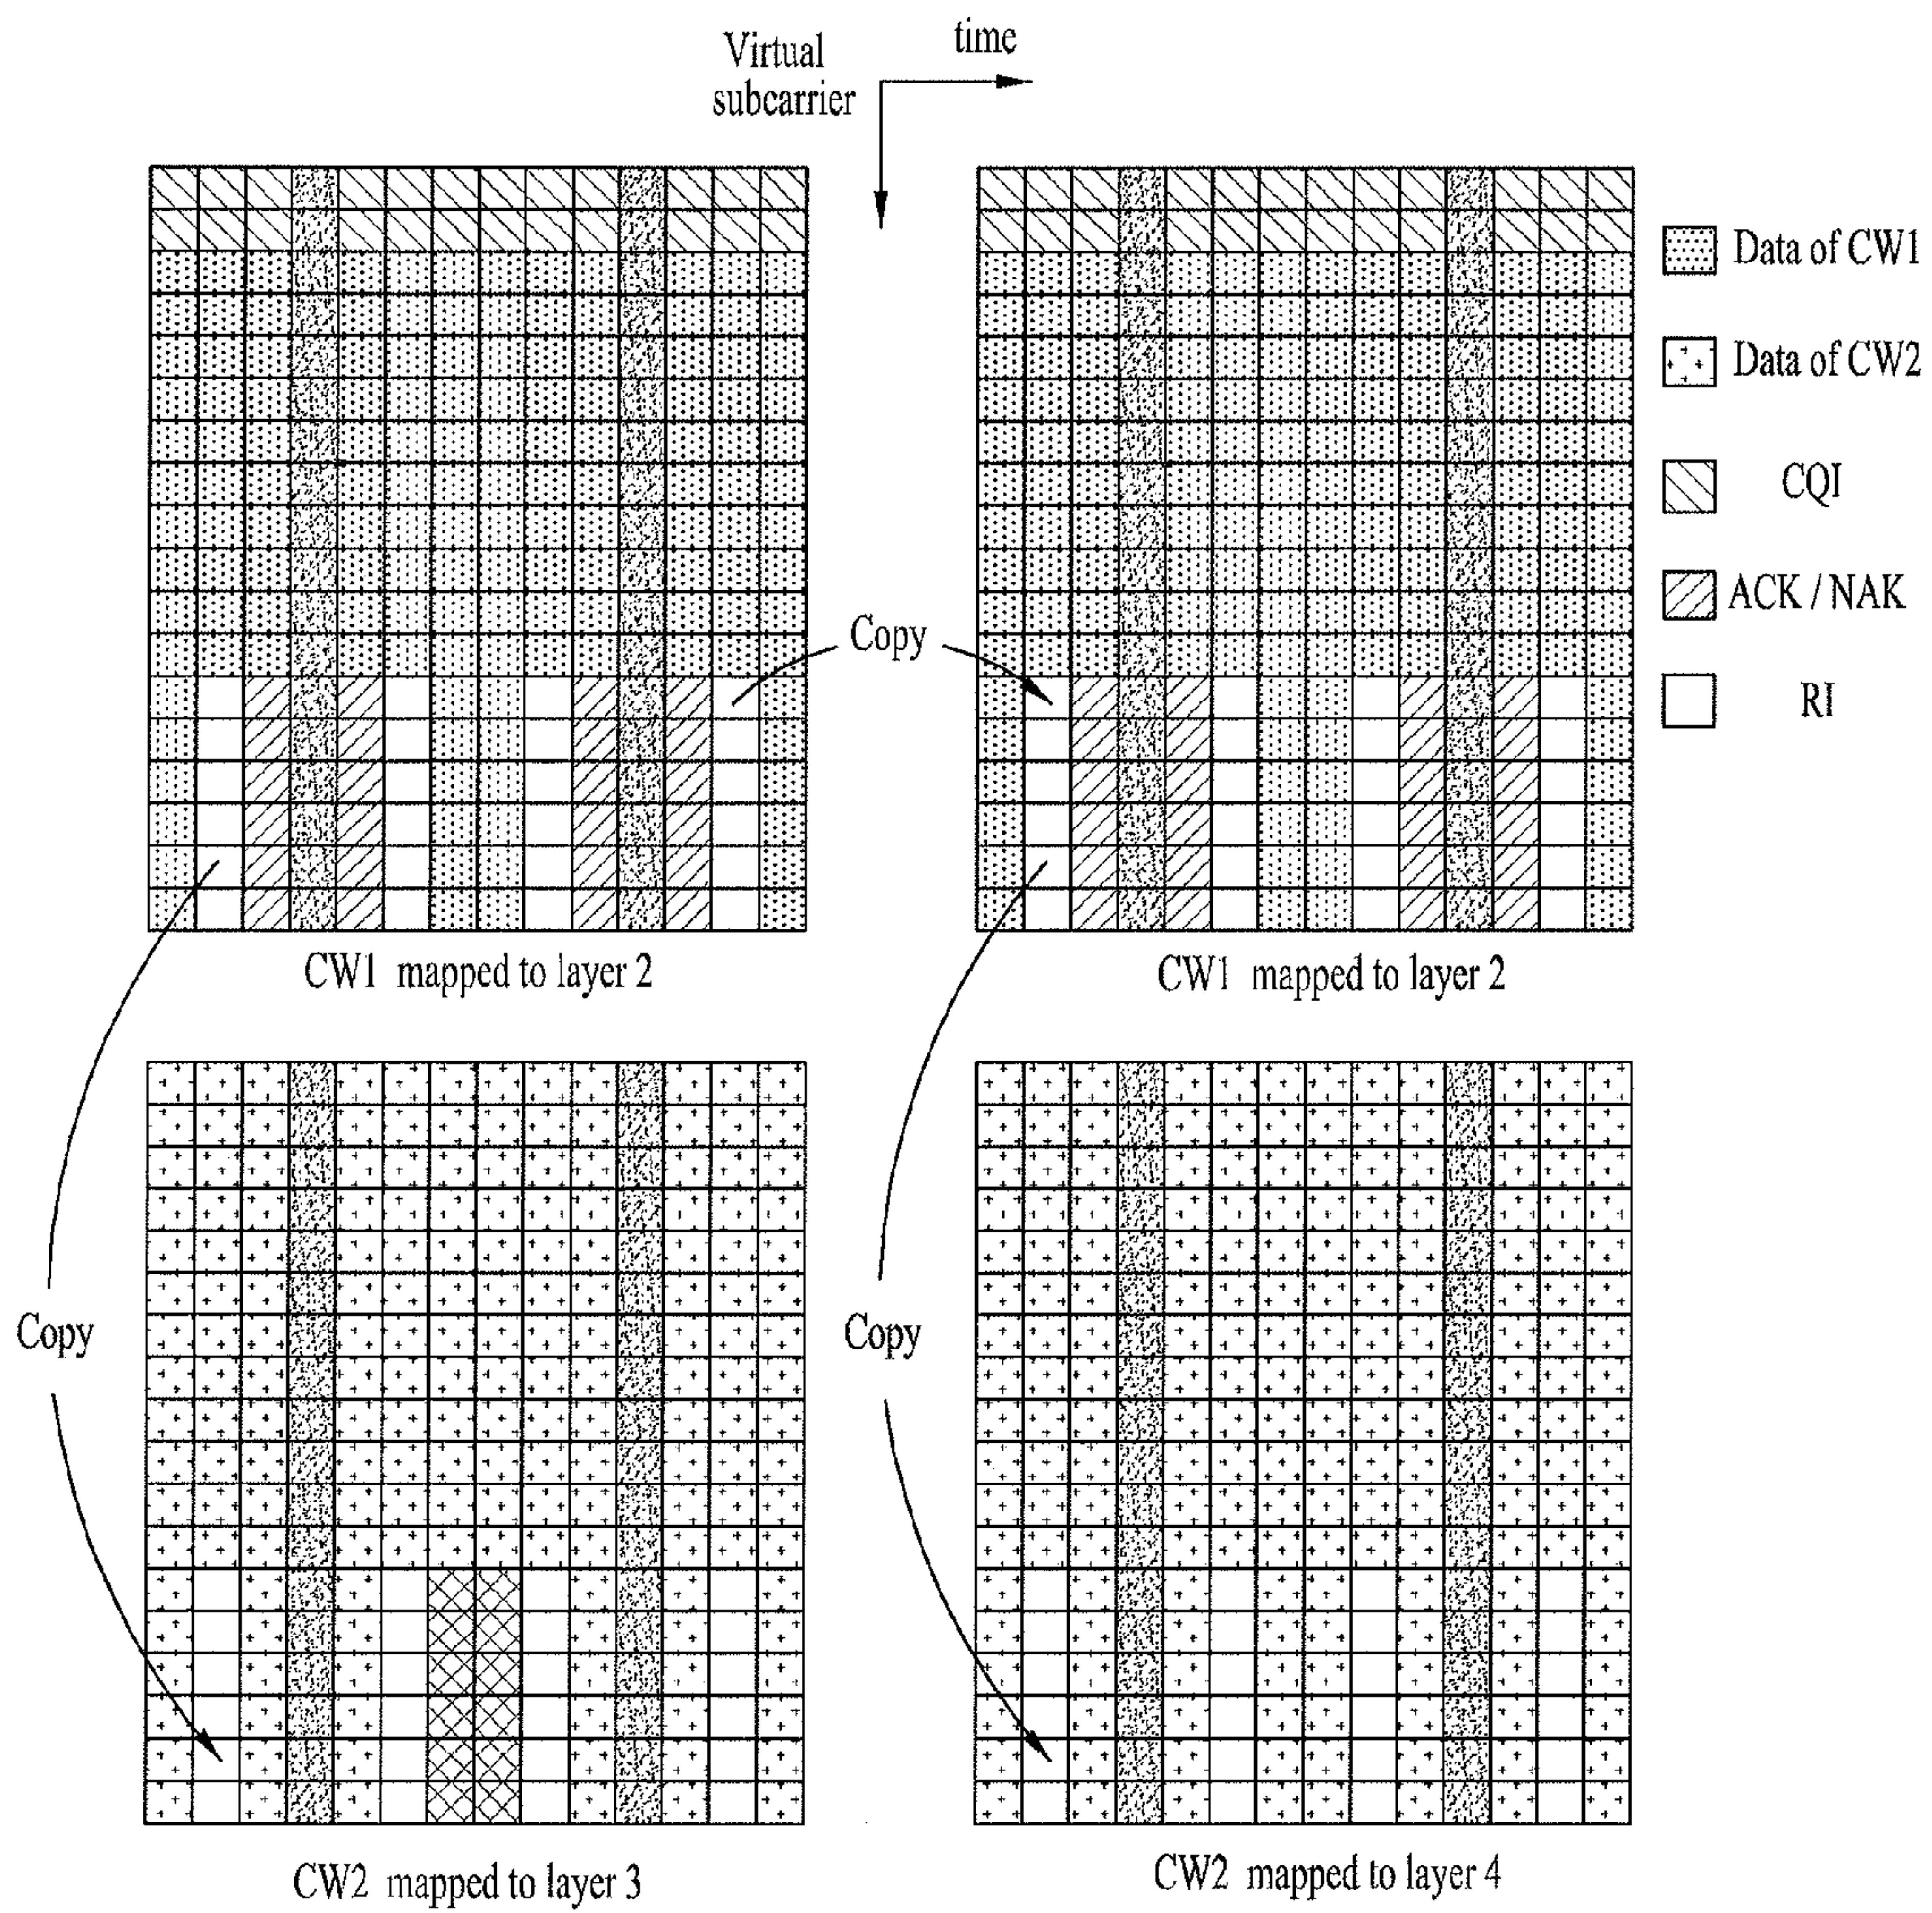 Virtual
subcarrier
time
Data of CW1
Data of CW2
CQI
ACK / NAK
RI
Copy
CW1 mapped to layer 2
CW1 mapped to layer 2
Copy
Copy
CW2 mapped to layer 3
CW2 mapped to layer 4